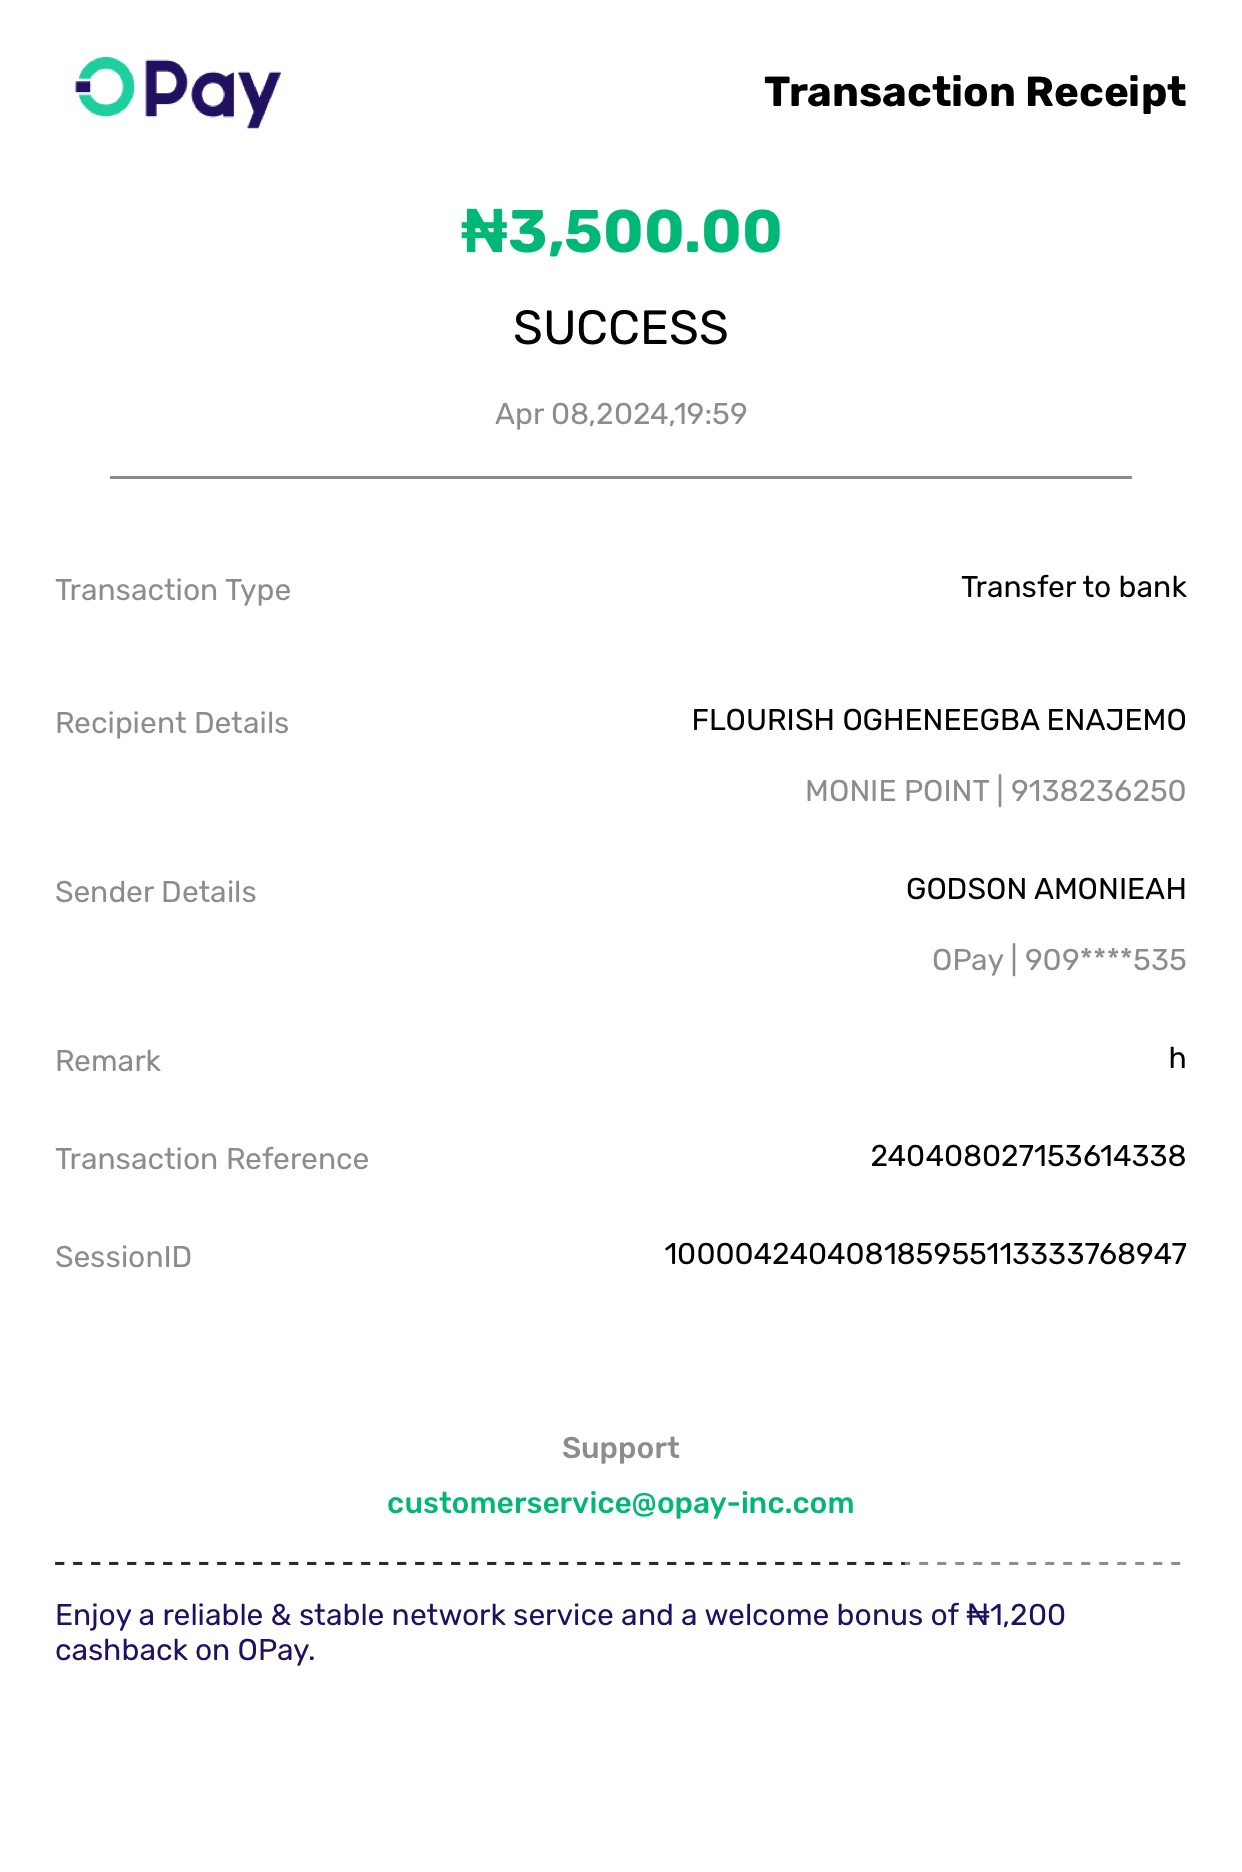 OPay
Transaction Receipt
₦3,500.00
SUCCESS
Apr 08,2024,19:59
Transaction Type
Transfer to bank
Recipient Details
FLOURISH OGHENEEGBA ENAJEMO
MONIE POINT | 9138236250
Sender Details
GODSON AMONIEAH
OPay | 909****535
Remark
h
Transaction Reference
240408027153614338
SessionID
100004240408185955113333768947
Support
customerservice@opay-inc.com
Enjoy a reliable & stable network service and a welcome bonus of ₦1,200
cashback on OPay.